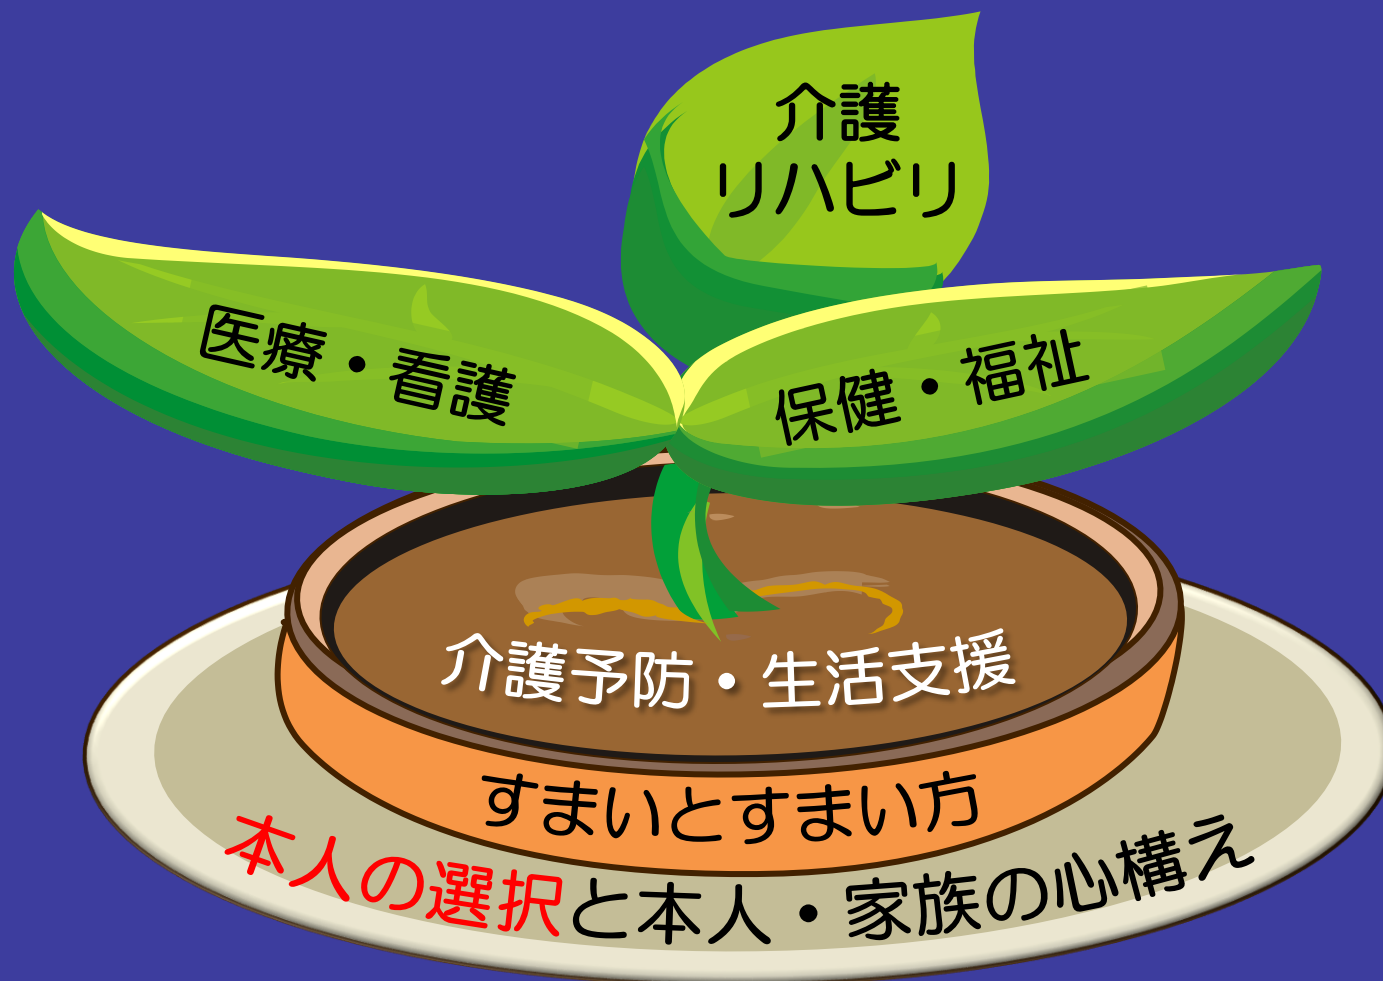 介護
リハビリ
医療・看護
保健・福祉
介護予防・生活支援
すまいとすまい方
本人の選択と本人・家族の心構え